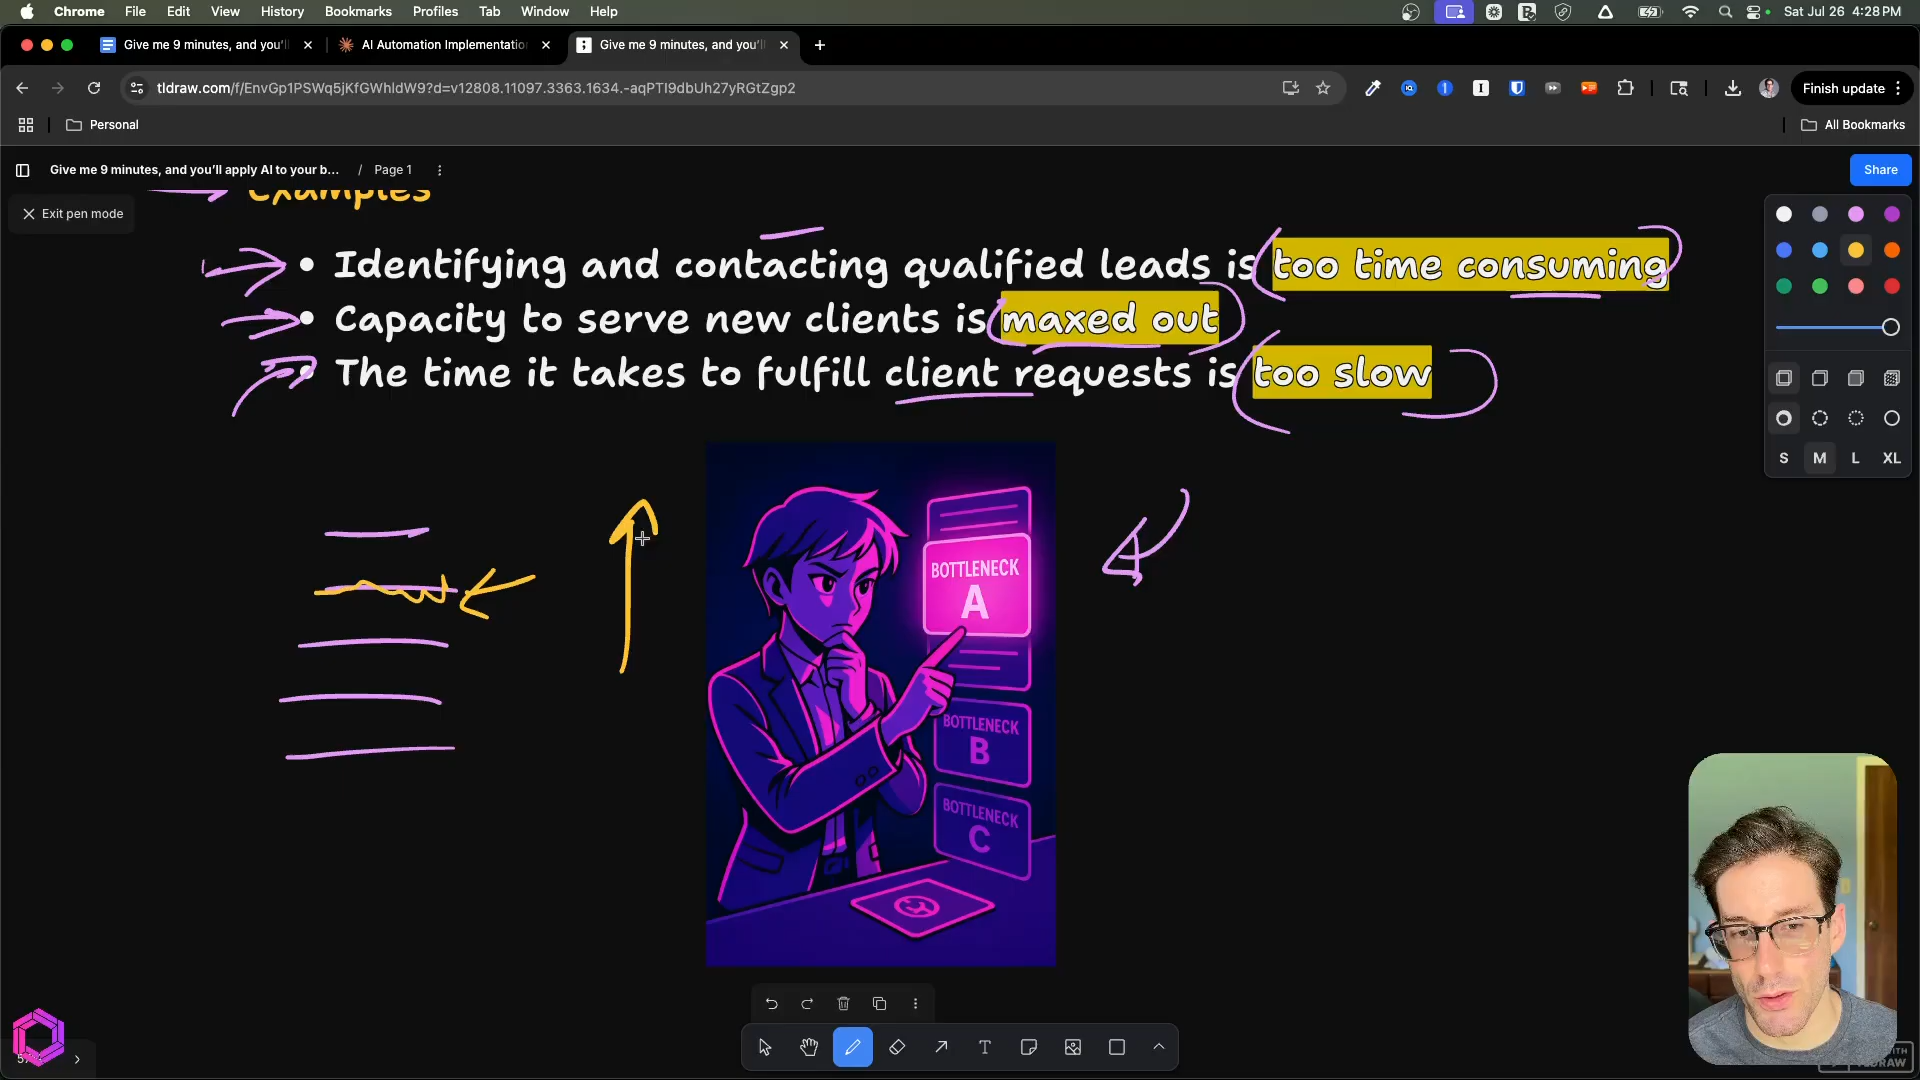 Chrome File Edit View History Bookmarks Profiles Tab Window Help Sat Jul 26 4:28 PM
Give me 9 minutes, and you'll AI Automation Implementation Give me 9 minutes, and you'll
tldraw.com/f/EnvGp1PSWq5jKfGWhIdW9?d=v12808.11097.3363.1634.-aqPTI9dbUh27yRGtZgp2 Finish update
Personal All Bookmarks
Give me 9 minutes, and you'll apply AI to your b... / Page 1 Share
Examples
Exit pen mode
• Identifying and contacting qualified leads is too time consuming
• Capacity to serve new clients is maxed out
• The time it takes to fulfill client requests is too slow
S M L XL
BOTTLENECK
A
BOTTLENECK
B
BOTTLENECK
C